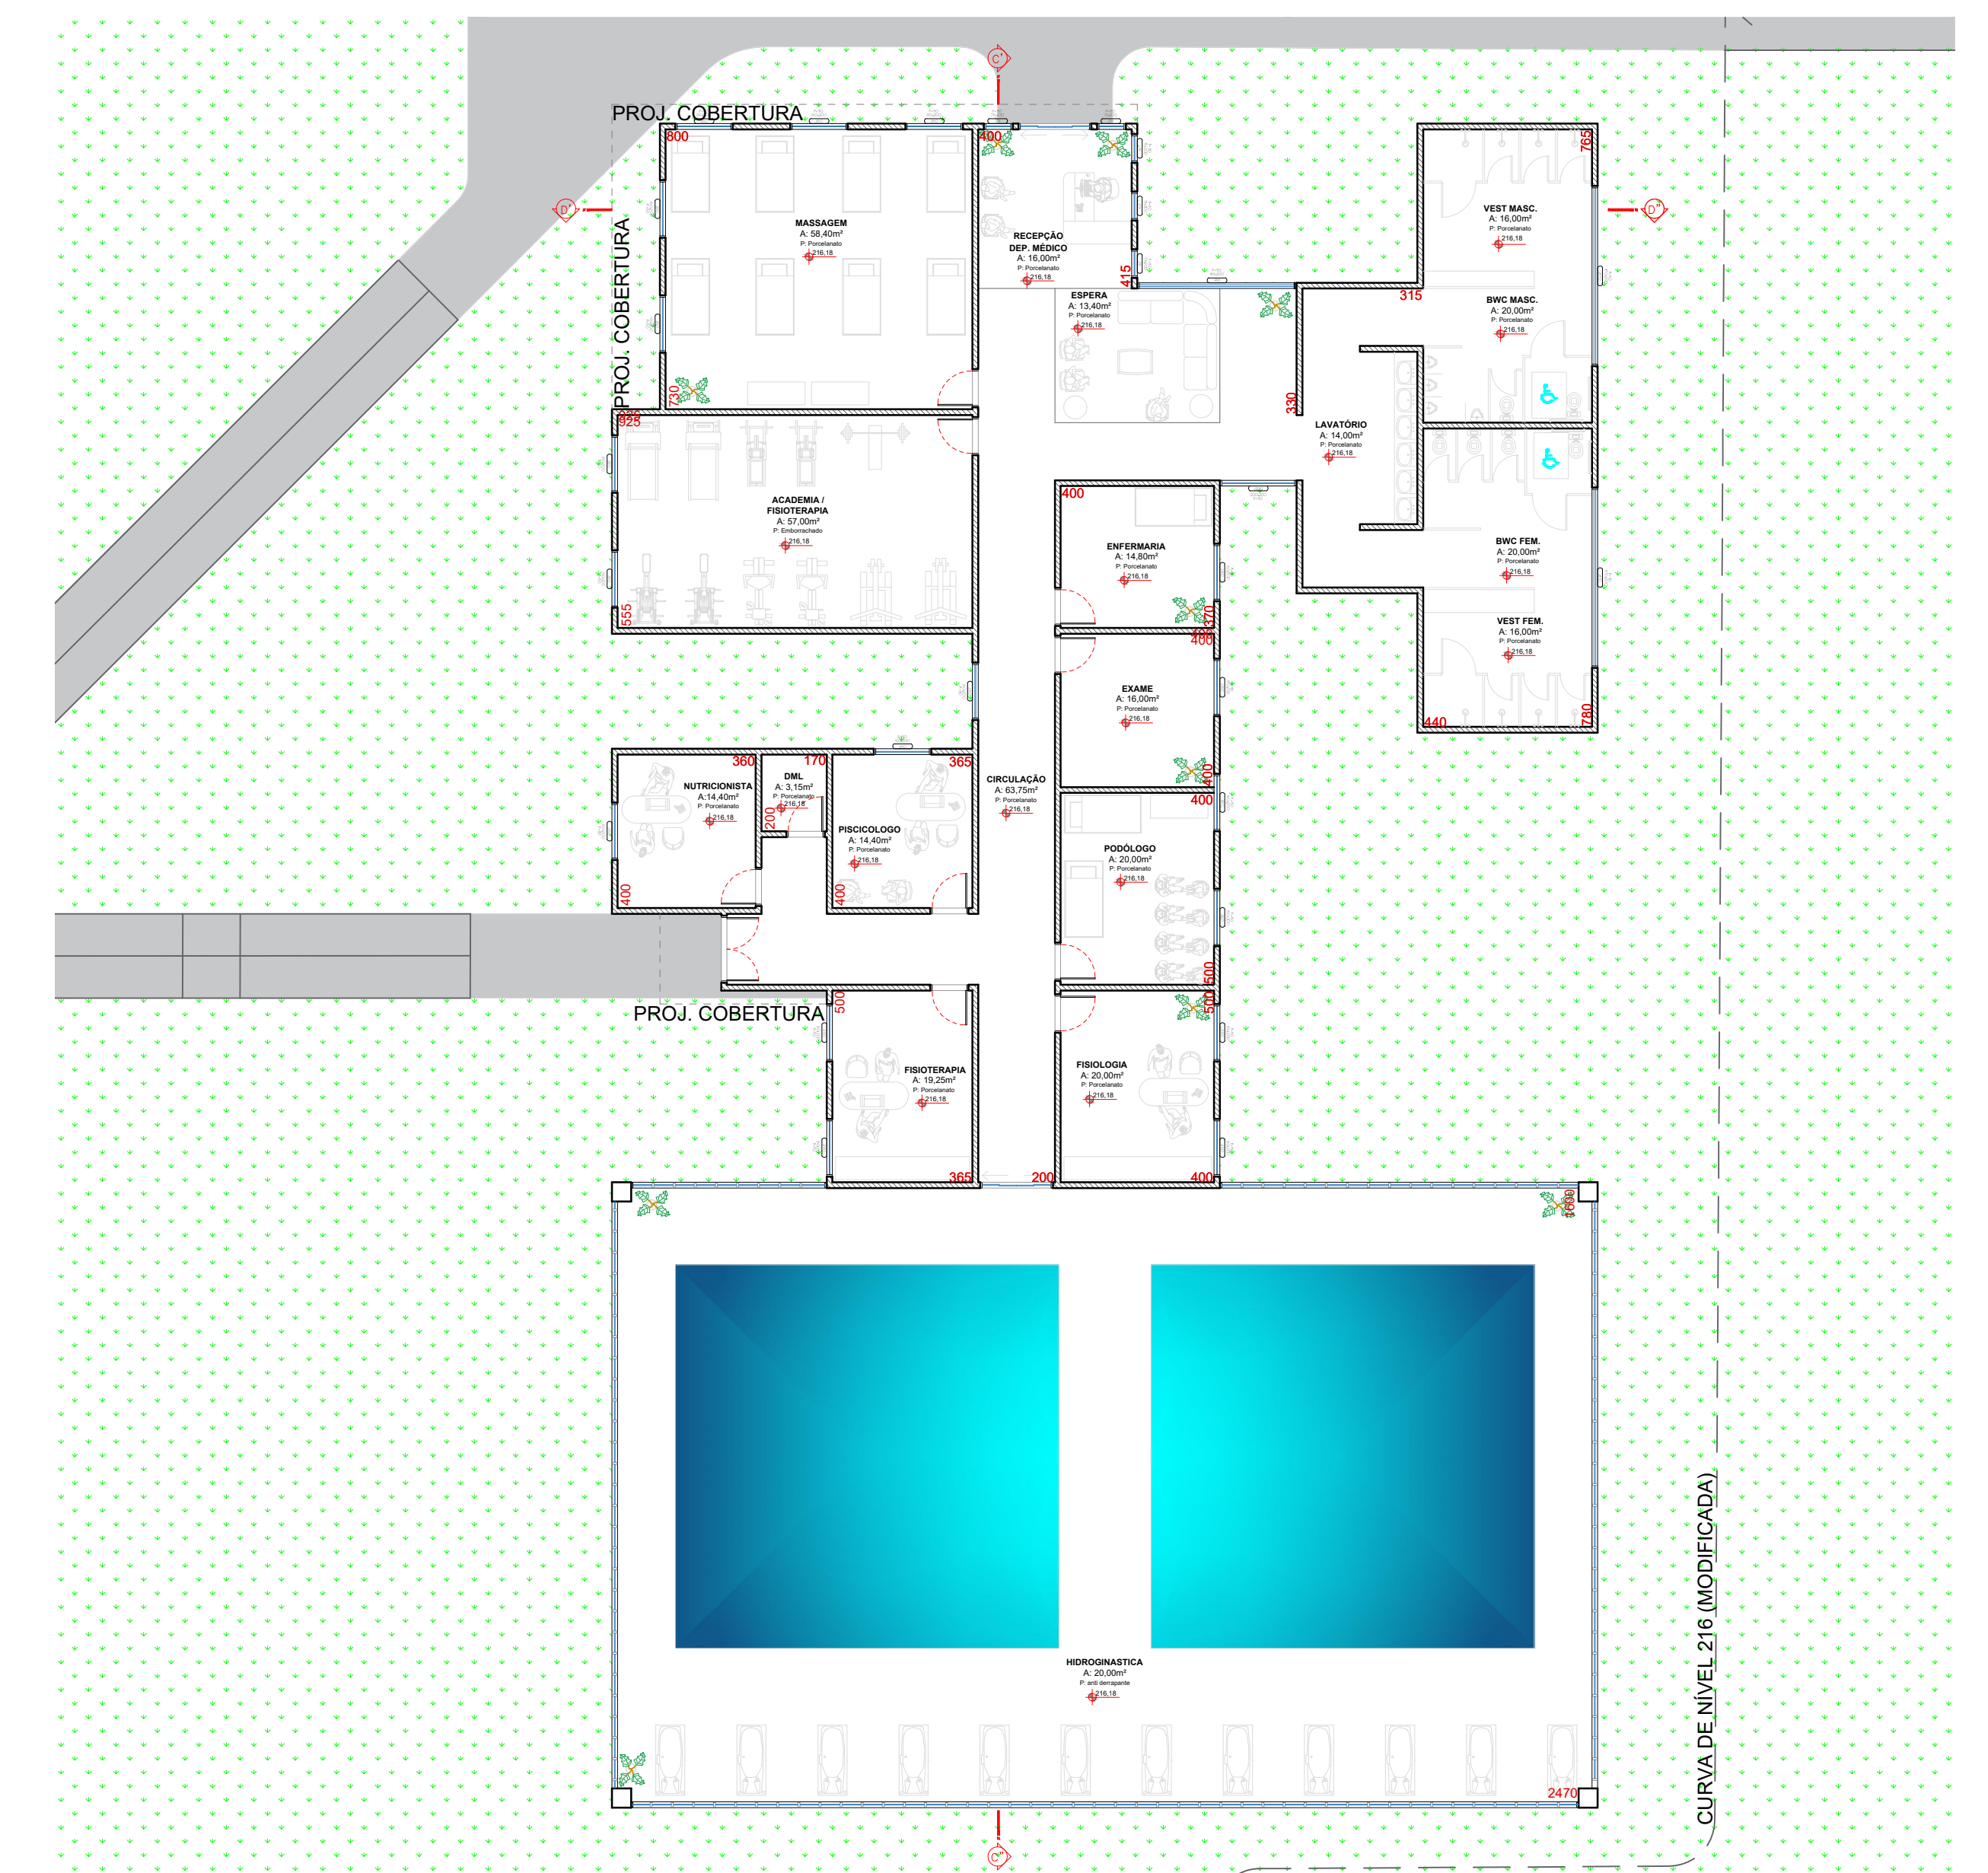 C'
PROJ. COBERTURA
800
400
765
D'
D"
MASSAGEM
A: 58,40m²
P: Porcelanato
216,18
VEST MASC.
A: 16,00m²
P: Porcelanato
216,18
RECEPÇÃO
DEP. MÉDICO
A: 16,00m²
P: Porcelanato
216,18
415
PROJ. COBERTURA
730
ESPERA
A: 13,40m²
P: Porcelanato
216,18
315
BWC MASC.
A: 20,00m²
P: Porcelanato
216,18
330
925
925
LAVATÓRIO
A: 14,00m²
P: Porcelanato
216,18
ACADEMIA /
FISIOTERAPIA
A: 57,00m²
P: Emborrachado
216,18
555
400
ENFERMARIA
A: 14,80m²
P: Porcelanato
216,18
370
BWC FEM.
A: 20,00m²
P: Porcelanato
216,18
VEST FEM.
A: 16,00m²
P: Porcelanato
216,18
440
780
400
400
EXAME
A: 16,00m²
P: Porcelanato
216,18
400
360
NUTRICIONISTA
A:14,40m²
P: Porcelanato
216,18
400
170
DML
A: 3,15m²
P: Porcelanato
216,18
200
365
PISCICOLOGO
A: 14,40m²
P: Porcelanato
216,18
400
CIRCULAÇÃO
A: 63,75m²
P: Porcelanato
216,18
400
PODÓLOGO
A: 20,00m²
P: Porcelanato
216,18
500
PROJ. COBERTURA
500
FISIOTERAPIA
A: 19,25m²
P: Porcelanato
216,18
365
200
500
FISIOLOGIA
A: 20,00m²
P: Porcelanato
216,18
400
1600
HIDROGINASTICA
A: 20,00m²
P: anti derrapante
216,18
2470
CURVA DE NÍVEL 216 (MODIFICADA)
C"